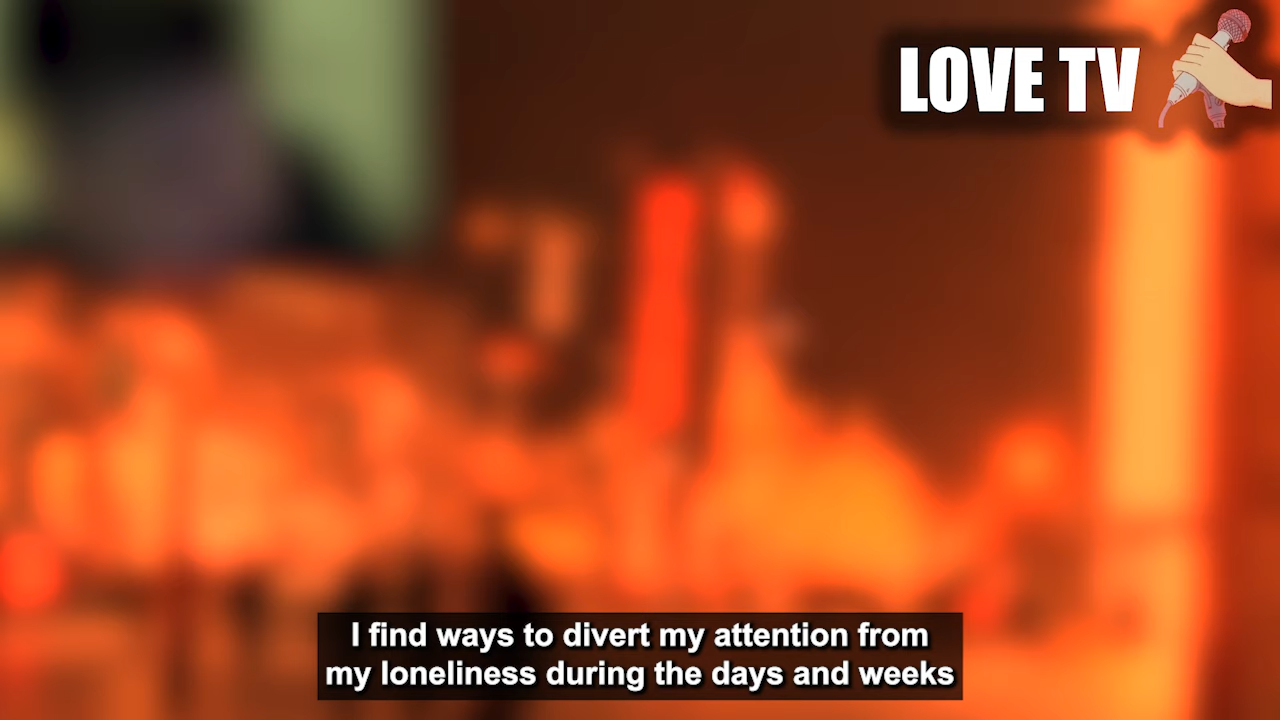 LOVE TV
I find ways to divert my attention from
my loneliness during the days and weeks